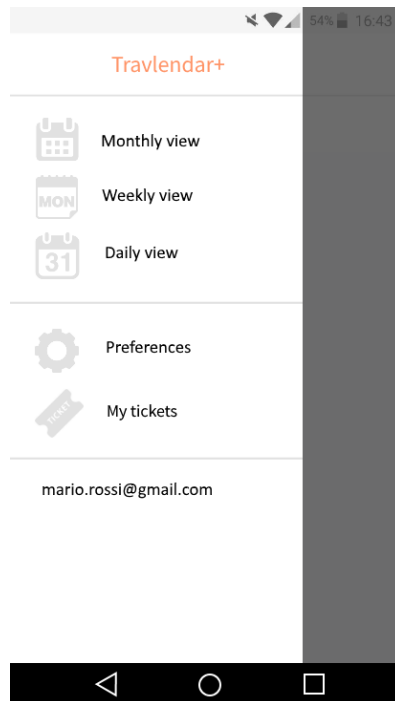 54% 16:43
Travlendar+
Monthly view
MON
Weekly view
31
Daily view
Preferences
TICKET
My tickets
mario.rossi@gmail.com